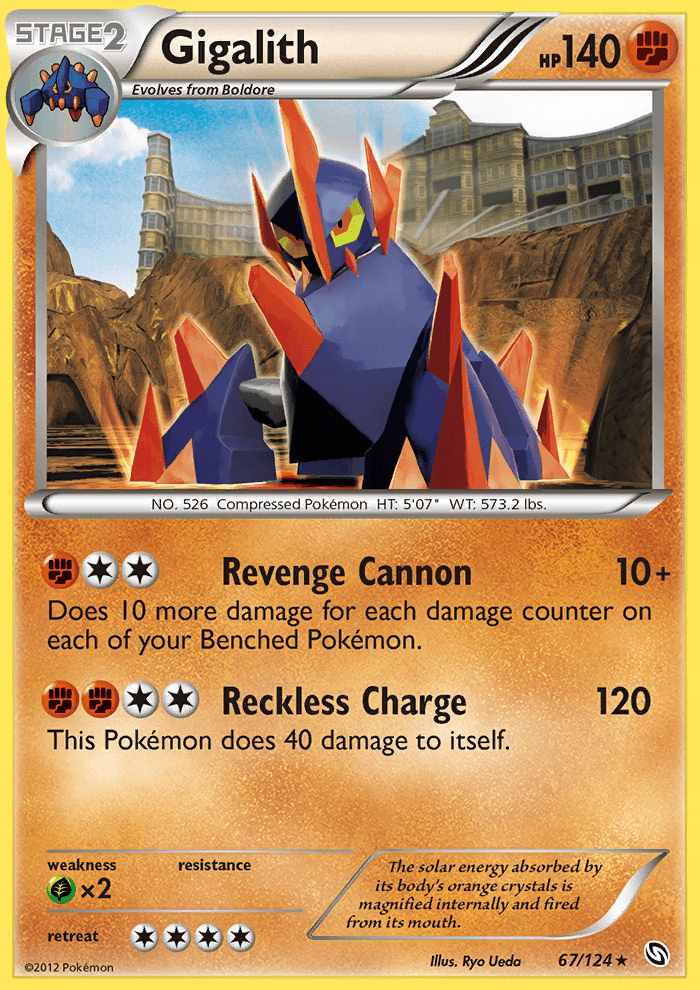 STAGE2
Gigalith
HP140
Evolves from Boldore
NO. 526 Compressed Pokémon HT: 5'07" WT: 573.2 lbs.
Revenge Cannon 10+
Does 10 more damage for each damage counter on
each of your Benched Pokémon.
Reckless Charge 120
This Pokémon does 40 damage to itself.
weakness resistance
×2
retreat
The solar energy absorbed by
its body's orange crystals is
magnified internally and fired
from its mouth.
©2012 Pokémon
Illus. Ryo Ueda 67/124 ★